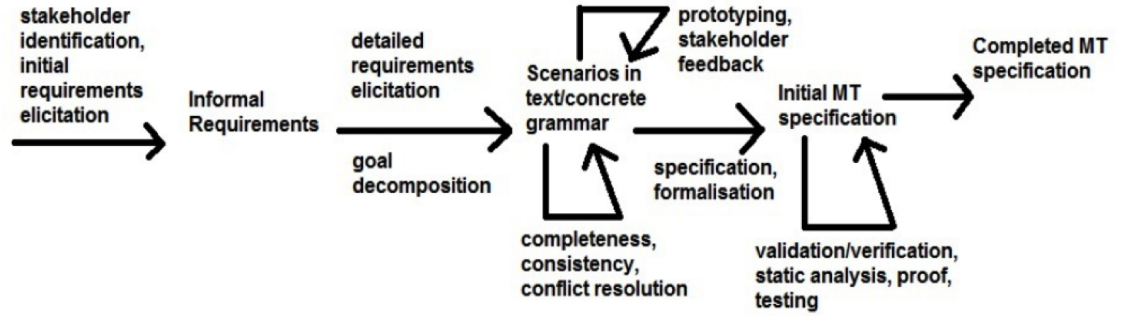 stakeholder
identification,
initial
requirements
elicitation
Informal
Requirements
detailed
requirements
elicitation
goal
decomposition
Scenarios in
text/concrete
grammar
prototyping,
stakeholder
feedback
completeness,
consistency,
conflict resolution
specification,
formalisation
Initial MT
specification
validation/verification,
static analysis, proof,
testing
Completed MT
specification